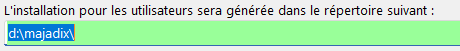 L'installation pour les utilisateurs sera générée dans le répertoire suivant :
d:\majadix\